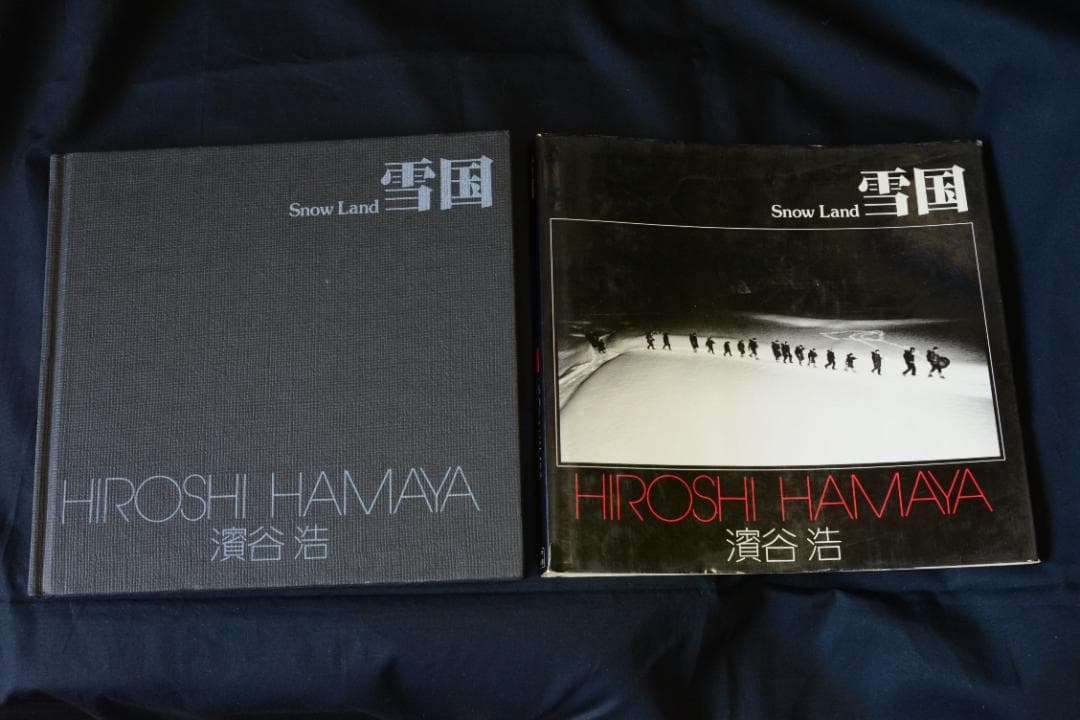 Snow Land 雪国
HIROSHI HAMAYA
濱谷 浩
Snow Land 雪国
HIROSHI HAMAYA
濱谷 浩